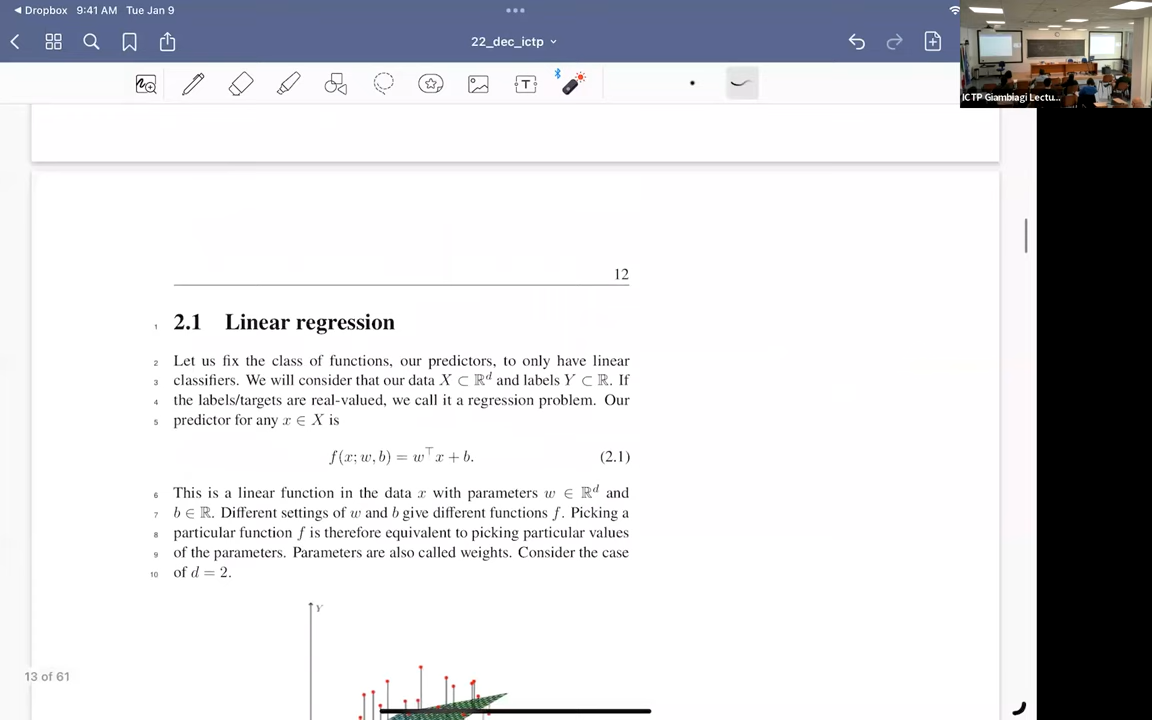 ◀ Dropbox 9:41 AM Tue Jan 9
22_dec_ictp
T
ICTP Giambiagi Lectu...
12
1 2.1 Linear regression
2 Let us fix the class of functions, our predictors, to only have linear
3 classifiers. We will consider that our data X ⊂ ℝᵈ and labels Y ⊂ ℝ. If
4 the labels/targets are real-valued, we call it a regression problem. Our
5 predictor for any x ∈ X is
f(x; w, b) = w⊤x + b. (2.1)
6 This is a linear function in the data x with parameters w ∈ ℝᵈ and
7 b ∈ ℝ. Different settings of w and b give different functions f. Picking a
8 particular function f is therefore equivalent to picking particular values
9 of the parameters. Parameters are also called weights. Consider the case
10 of d = 2.
Y
13 of 61